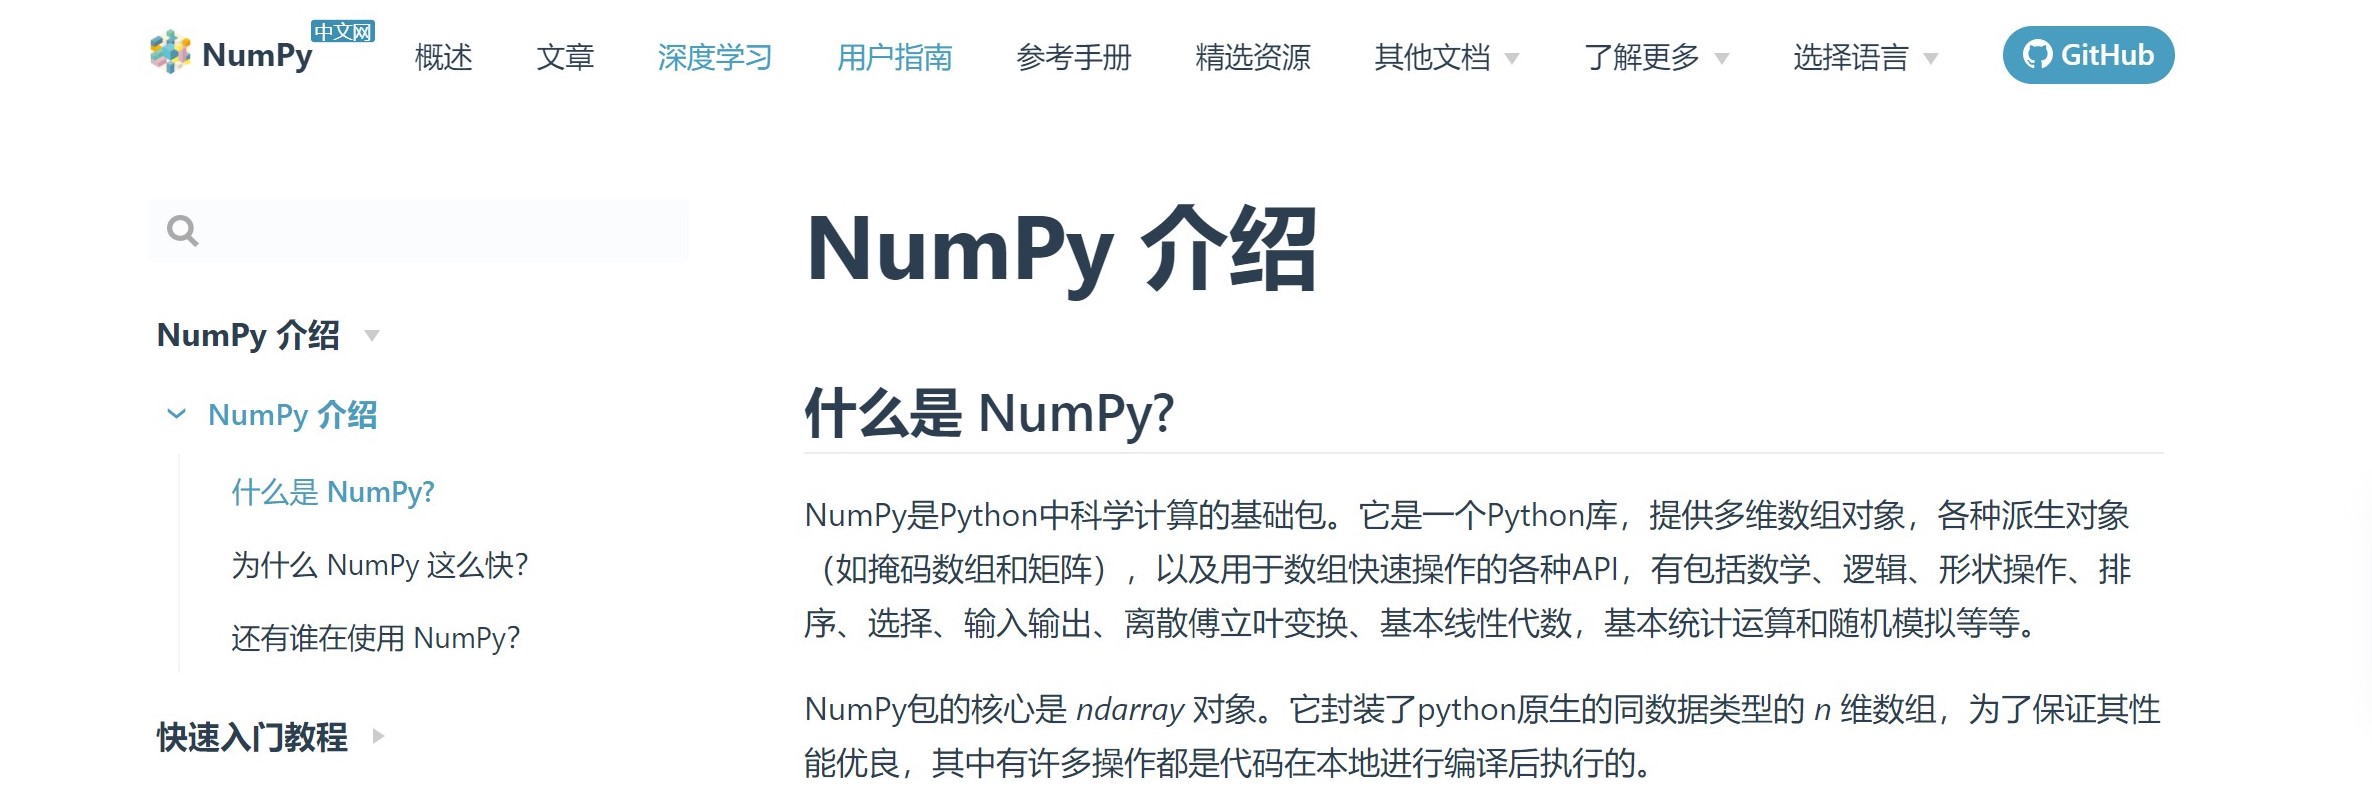 NumPy 中文网 概述 文章 深度学习 用户指南 参考手册 精选资源 其他文档 了解更多 选择语言 GitHub
NumPy 介绍
NumPy 介绍
什么是 NumPy?
为什么 NumPy 这么快?
还有谁在使用 NumPy?
快速入门教程
NumPy 介绍
什么是 NumPy?
NumPy是Python中科学计算的基础包。它是一个Python库，提供多维数组对象，各种派生对象
（如掩码数组和矩阵），以及用于数组快速操作的各种API，有包括数学、逻辑、形状操作、排
序、选择、输入输出、离散傅立叶变换、基本线性代数，基本统计运算和随机模拟等等。
NumPy包的核心是 ndarray 对象。它封装了python原生的同数据类型的 n 维数组，为了保证其性
能优良，其中有许多操作都是代码在本地进行编译后执行的。